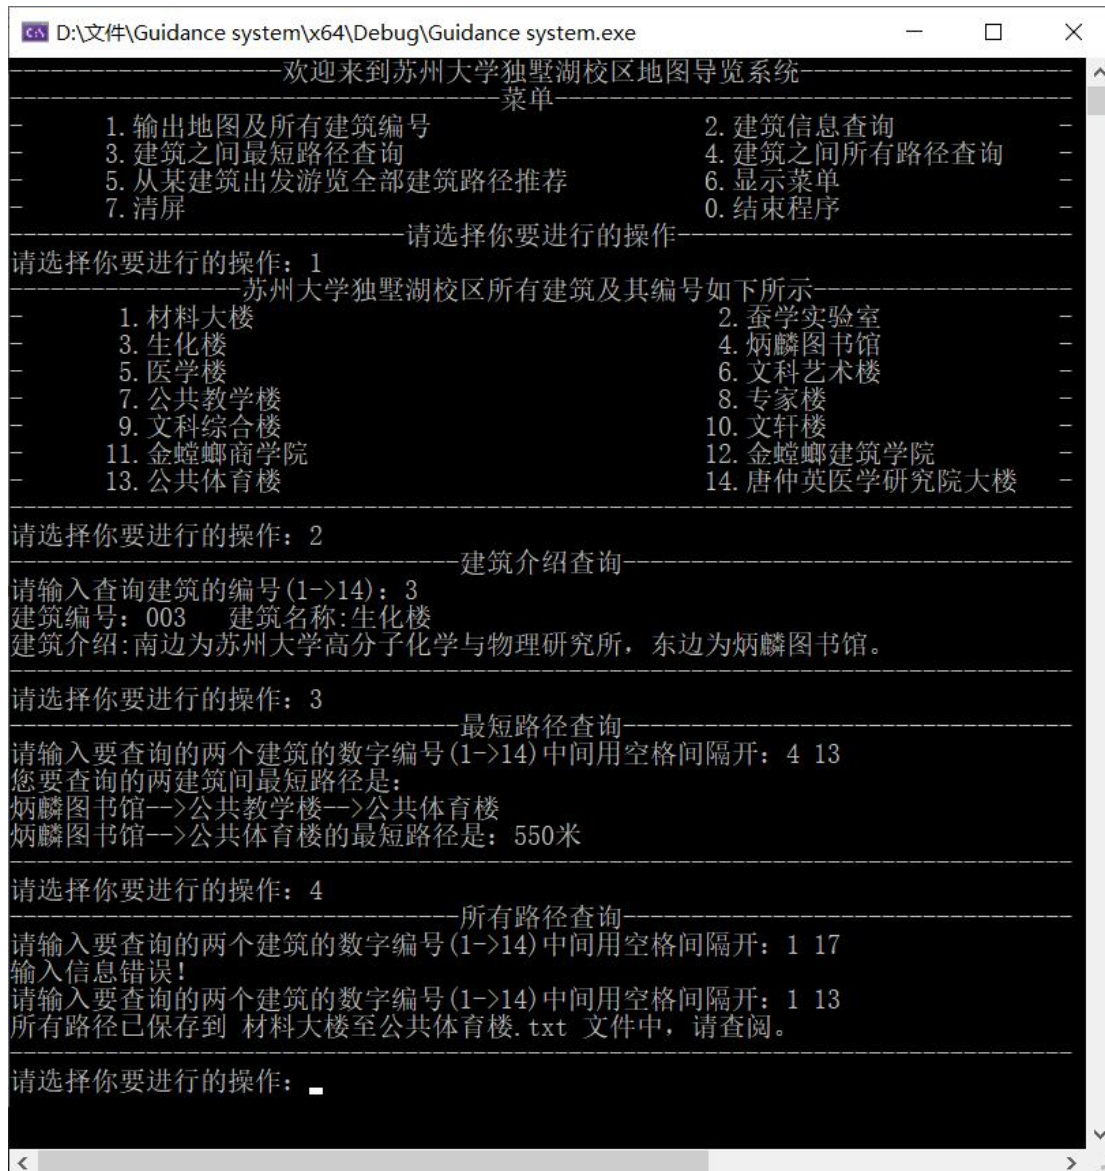 D:\文件\Guidance system\x64\Debug\Guidance system.exe
--------------------欢迎来到苏州大学独墅湖校区地图导览系统--------------------
------------------------------------菜单--------------------------------------
- 1.输出地图及所有建筑编号 2.建筑信息查询 -
- 3.建筑之间最短路径查询 4.建筑之间所有路径查询 -
- 5.从某建筑出发游览全部建筑路径推荐 6.显示菜单 -
- 7.清屏 0.结束程序 -
-----------------------------请选择你要进行的操作-----------------------------
请选择你要进行的操作：1
-----------------苏州大学独墅湖校区所有建筑及其编号如下所示-------------------
- 1.材料大楼 2.蚕学实验室 -
- 3.生化楼 4.炳麟图书馆 -
- 5.医学楼 6.文科艺术楼 -
- 7.公共教学楼 8.专家楼 -
- 9.文科综合楼 10.文轩楼 -
- 11.金螳螂商学院 12.金螳螂建筑学院 -
- 13.公共体育楼 14.唐仲英医学研究院大楼 -
------------------------------------------------------------------------------
请选择你要进行的操作：2
---------------------------------建筑介绍查询---------------------------------
请输入查询建筑的编号(1->14)：3
建筑编号：003 建筑名称:生化楼
建筑介绍:南边为苏州大学高分子化学与物理研究所，东边为炳麟图书馆。
------------------------------------------------------------------------------
请选择你要进行的操作：3
---------------------------------最短路径查询---------------------------------
请输入要查询的两个建筑的数字编号(1->14)中间用空格间隔开：4 13
您要查询的两建筑间最短路径是：
炳麟图书馆-->公共教学楼-->公共体育楼
炳麟图书馆-->公共体育楼的最短路径是：550米
------------------------------------------------------------------------------
请选择你要进行的操作：4
---------------------------------所有路径查询---------------------------------
请输入要查询的两个建筑的数字编号(1->14)中间用空格间隔开：1 17
输入信息错误！
请输入要查询的两个建筑的数字编号(1->14)中间用空格间隔开：1 13
所有路径已保存到 材料大楼至公共体育楼.txt 文件中，请查阅。
------------------------------------------------------------------------------
请选择你要进行的操作：